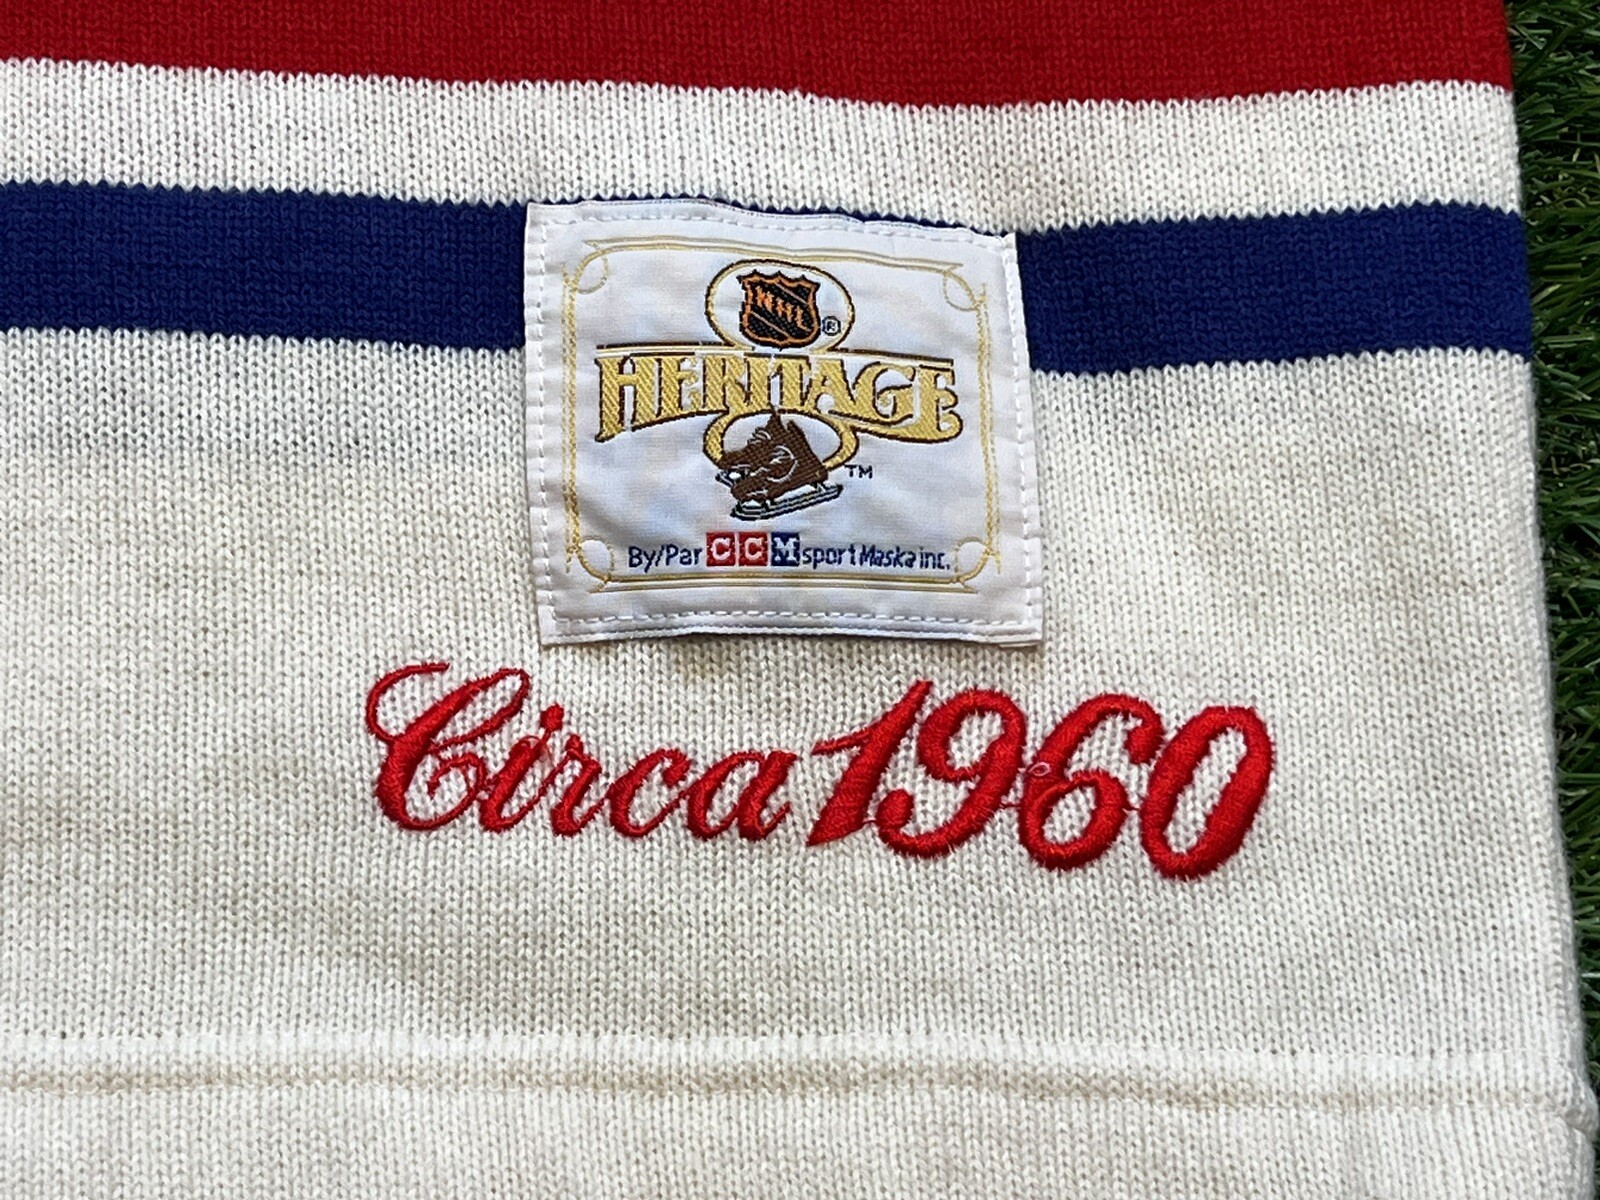 NHL ®
HERITAGE
TM
By/Par CCM sport Maska inc.
Circa 1960